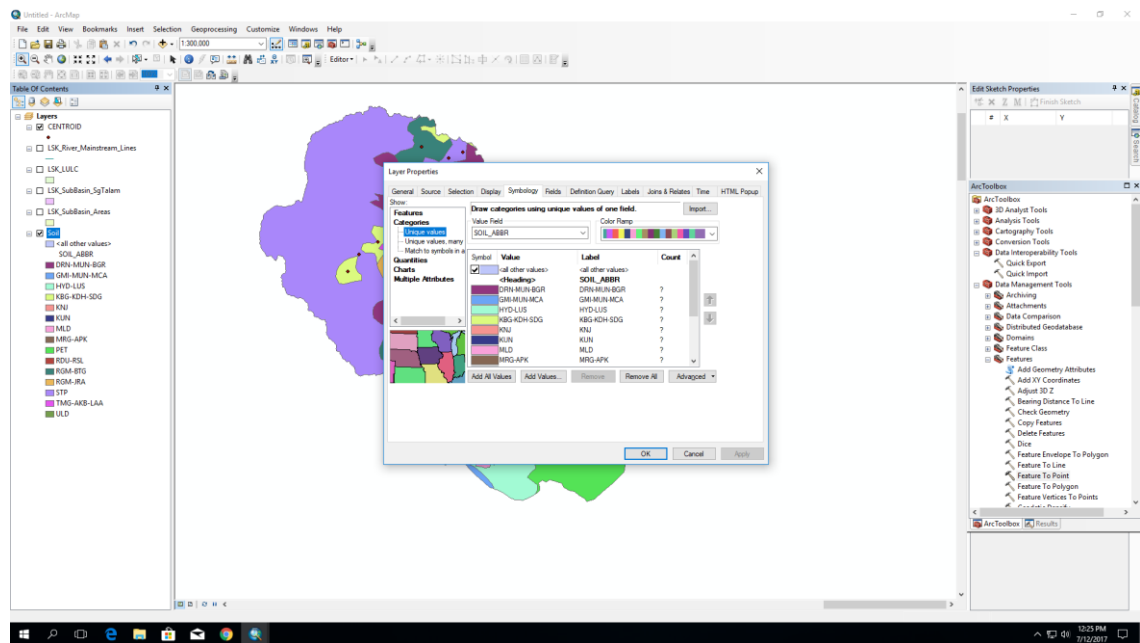 Untitled - ArcMap
File Edit View Bookmarks Insert Selection Geoprocessing Customize Windows Help
1:300,000
Editor
Table Of Contents
Layers
CENTROID
LSK_River_Mainstream_Lines
LSK_LULC
LSK_SubBasin_SgTalam
LSK_SubBasin_Areas
Soil
<all other values>
SOIL_ABBR
DRN-MUN-BGR
GMI-MUN-MCA
HYD-LUS
KBG-KDH-SDG
KNJ
KUN
MLD
MRG-APK
PET
RDU-RSL
RGM-BTG
RGM-JRA
STP
TMG-AKB-LAA
ULD
Layer Properties
General Source Selection Display Symbology Fields Definition Query Labels Joins & Relates Time HTML Popup
Show:
Features
Categories
Unique values
Unique values, many
Match to symbols in a
Quantities
Charts
Multiple Attributes
Draw categories using unique values of one field.
Import...
Value Field
Color Ramp
SOIL_ABBR
Symbol Value Label Count
<all other values> <all other values>
<Heading> SOIL_ABBR
DRN-MUN-BGR DRN-MUN-BGR ?
GMI-MUN-MCA GMI-MUN-MCA ?
HYD-LUS HYD-LUS ?
KBG-KDH-SDG KBG-KDH-SDG ?
KNJ KNJ ?
KUN KUN ?
MLD MLD ?
MRG-APK MRG-APK ?
Add All Values Add Values... Remove Remove All Advanced
OK Cancel Apply
Edit Sketch Properties
Finish Sketch
# X Y
Catalog
Search
ArcToolbox
ArcToolbox
3D Analyst Tools
Analysis Tools
Cartography Tools
Conversion Tools
Data Interoperability Tools
Quick Export
Quick Import
Data Management Tools
Archiving
Attachments
Data Comparison
Distributed Geodatabase
Domains
Feature Class
Features
Add Geometry Attributes
Add XY Coordinates
Adjust 3D Z
Bearing Distance To Line
Check Geometry
Copy Features
Delete Features
Dice
Feature Envelope To Polygon
Feature To Line
Feature To Point
Feature To Polygon
Feature Vertices To Points
ArcToolbox Results
12:25 PM
7/12/2017